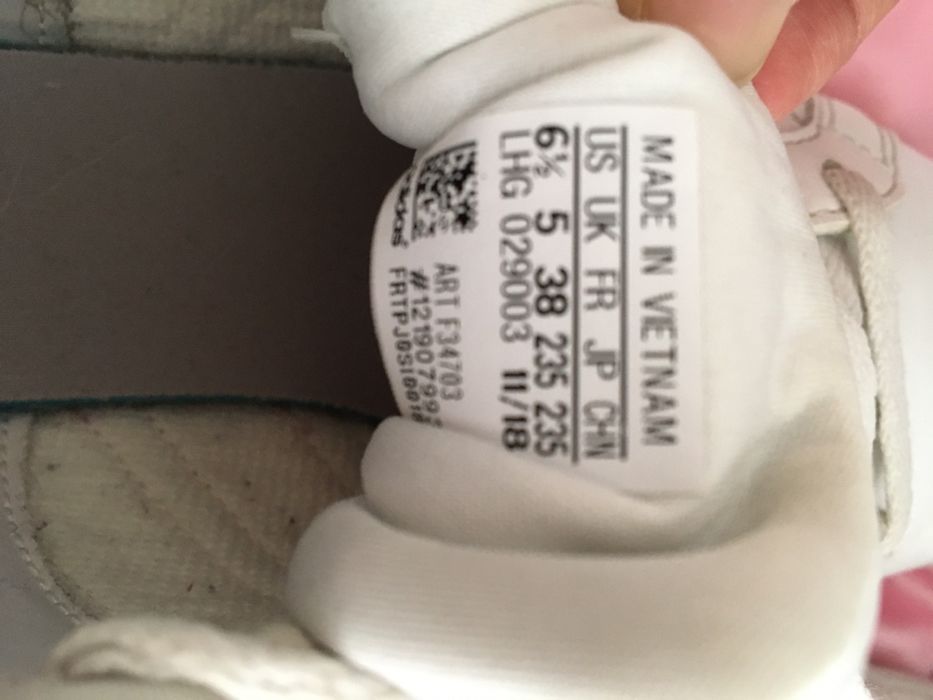 MADE IN VIETNAM
US UK FR JP CHN
6½ 5 38 235 235
LHG 029003 11/18
adidas
ART F34703